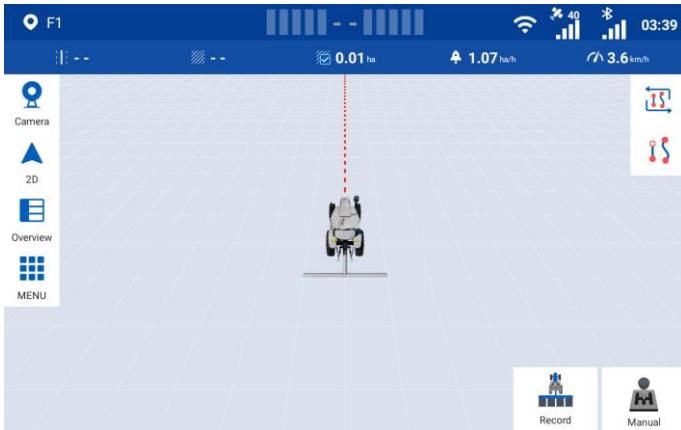 F1
- -
40
03:39
- -
- -
0.01 ha
1.07 ha/h
3.6 km/h
Camera
2D
Overview
MENU
Record
Manual